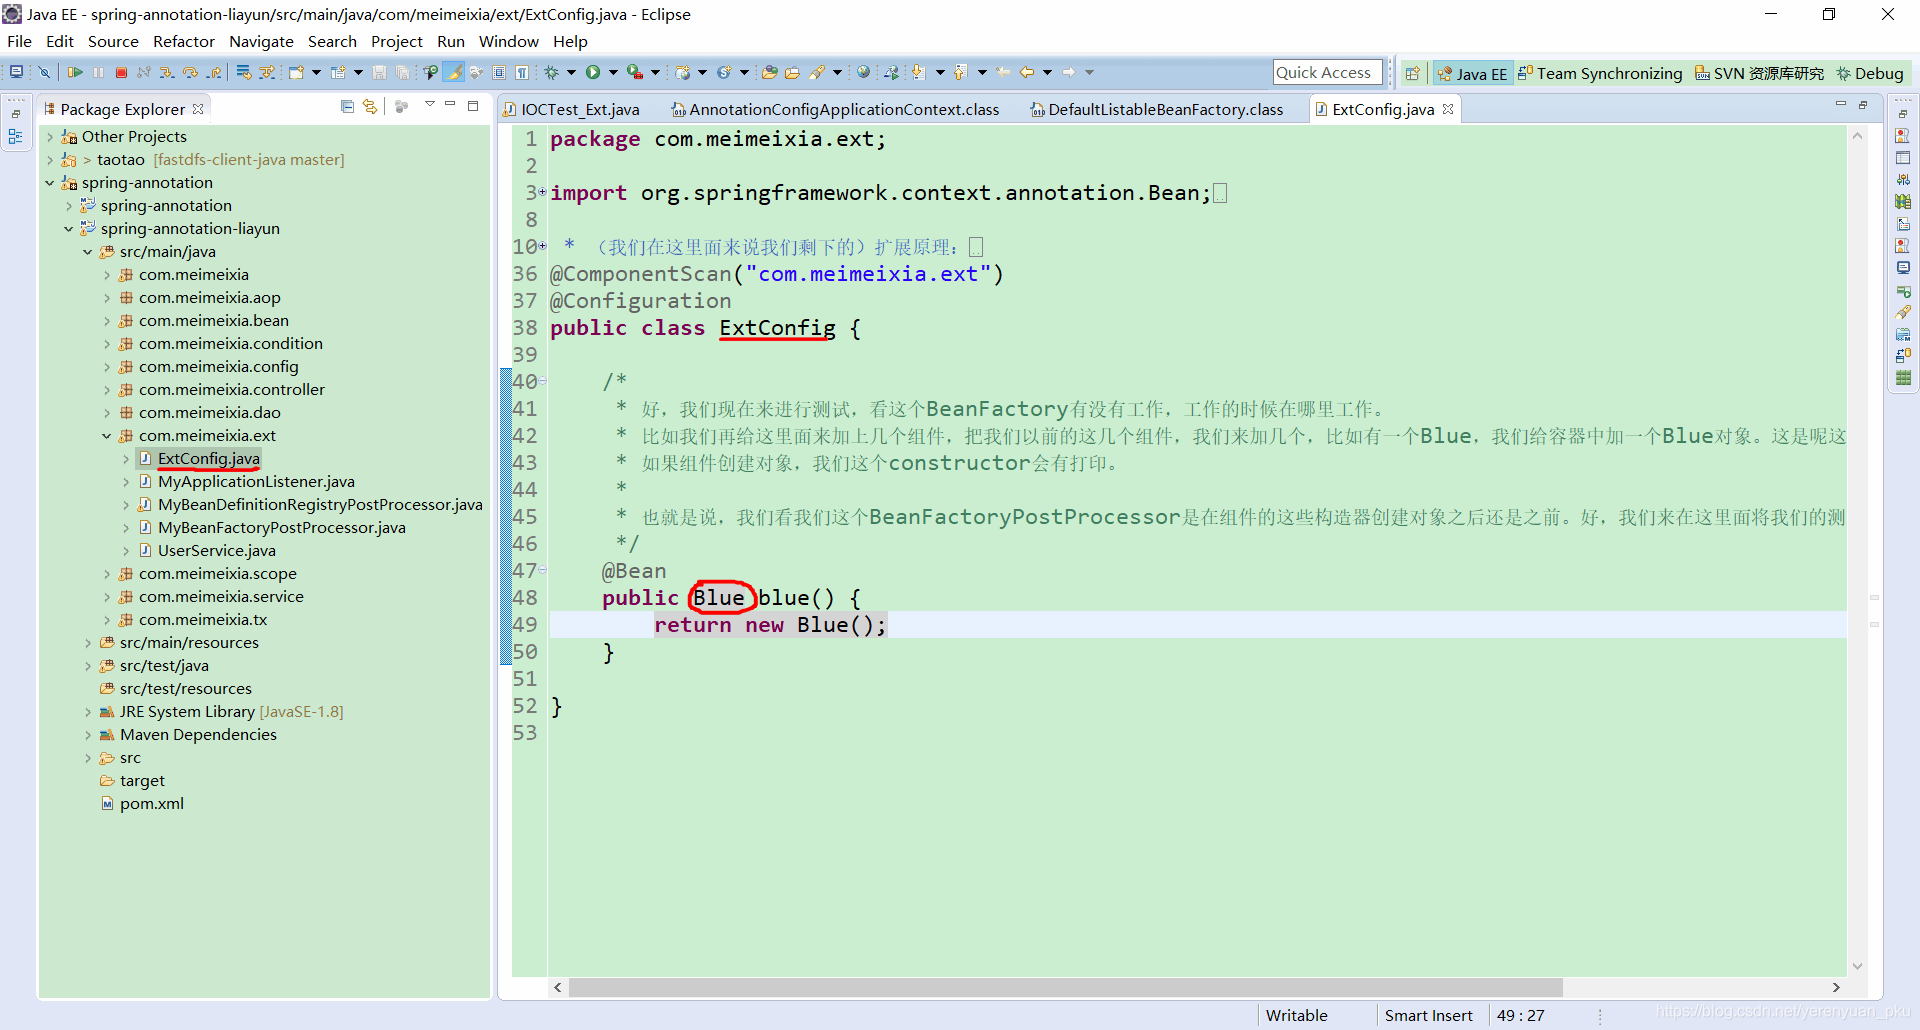 Java EE - spring-annotation-liayun/src/main/java/com/meimeixia/ext/ExtConfig.java - Eclipse
File Edit Source Refactor Navigate Search Project Run Window Help
Quick Access
Java EE
Team Synchronizing
SVN 资源库研究
Debug
Package Explorer
Other Projects
> taotao [fastdfs-client-java master]
spring-annotation
spring-annotation
spring-annotation-liayun
src/main/java
com.meimeixia
com.meimeixia.aop
com.meimeixia.bean
com.meimeixia.condition
com.meimeixia.config
com.meimeixia.controller
com.meimeixia.dao
com.meimeixia.ext
ExtConfig.java
MyApplicationListener.java
MyBeanDefinitionRegistryPostProcessor.java
MyBeanFactoryPostProcessor.java
UserService.java
com.meimeixia.scope
com.meimeixia.service
com.meimeixia.tx
src/main/resources
src/test/java
src/test/resources
JRE System Library [JavaSE-1.8]
Maven Dependencies
src
target
pom.xml
IOCTest_Ext.java
AnnotationConfigApplicationContext.class
DefaultListableBeanFactory.class
ExtConfig.java
1 package com.meimeixia.ext;
2
3 import org.springframework.context.annotation.Bean;
8
10 * （我们在这里面来说我们剩下的）扩展原理：
36 @ComponentScan("com.meimeixia.ext")
37 @Configuration
38 public class ExtConfig {
39
40 /*
41 * 好，我们现在来进行测试，看这个BeanFactory有没有工作，工作的时候在哪里工作。
42 * 比如我们再给这里面来加上几个组件，把我们以前的这几个组件，我们来加几个，比如有一个Blue，我们给容器中加一个Blue对象。这是呢这
43 * 如果组件创建对象，我们这个constructor会有打印。
44 *
45 * 也就是说，我们看我们这个BeanFactoryPostProcessor是在组件的这些构造器创建对象之后还是之前。好，我们来在这里面将我们的测
46 */
47 @Bean
48 public Blue blue() {
49 return new Blue();
50 }
51
52 }
53
Writable
Smart Insert
49 : 27
https://blog.csdn.net/yerenyuan_pku